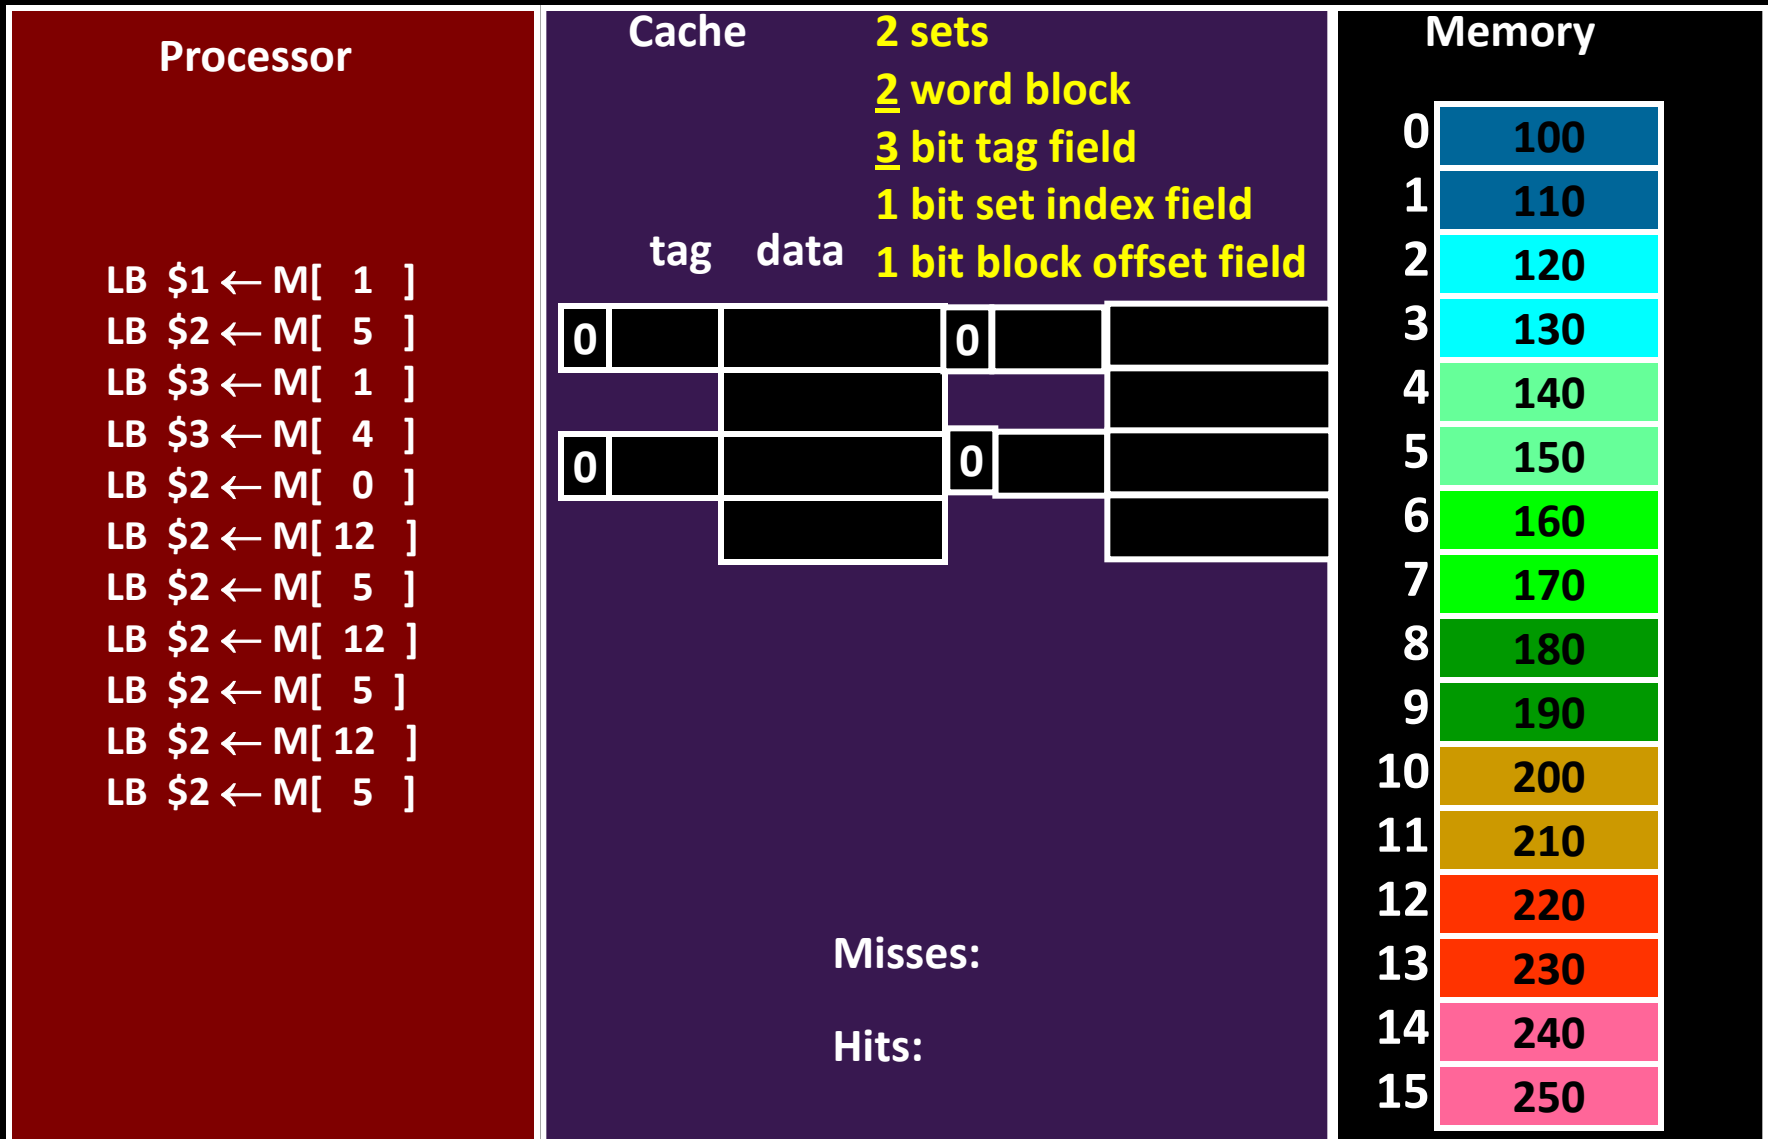 Processor
LB $1 ← M[ 1 ]
LB $2 ← M[ 5 ]
LB $3 ← M[ 1 ]
LB $3 ← M[ 4 ]
LB $2 ← M[ 0 ]
LB $2 ← M[ 12 ]
LB $2 ← M[ 5 ]
LB $2 ← M[ 12 ]
LB $2 ← M[ 5 ]
LB $2 ← M[ 12 ]
LB $2 ← M[ 5 ]
Cache
2 sets
2 word block
3 bit tag field
1 bit set index field
1 bit block offset field
tag data
0 0
0 0
Misses:
Hits:
Memory
0 100
1 110
2 120
3 130
4 140
5 150
6 160
7 170
8 180
9 190
10 200
11 210
12 220
13 230
14 240
15 250